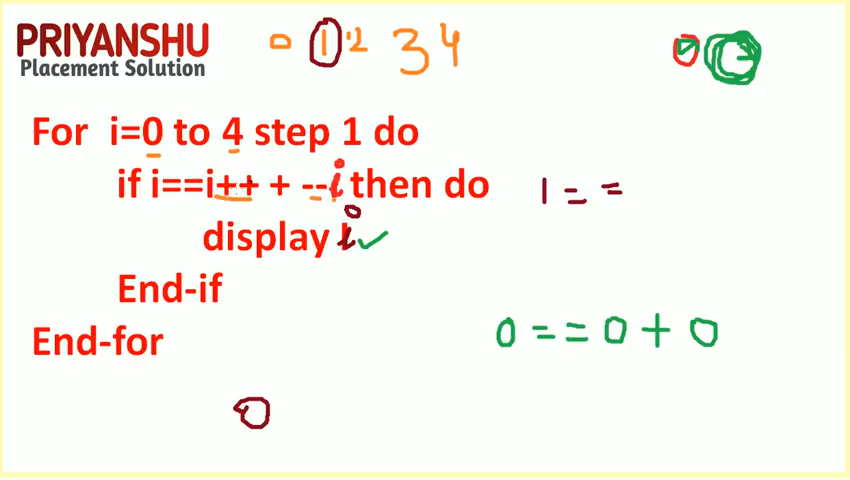 PRIYANSHU
Placement Solution
0 1 2 3 4
For i=0 to 4 step 1 do
if i==i++ + --i then do
1 = =
display i
End-if
0 = = 0 + 0
End-for
0